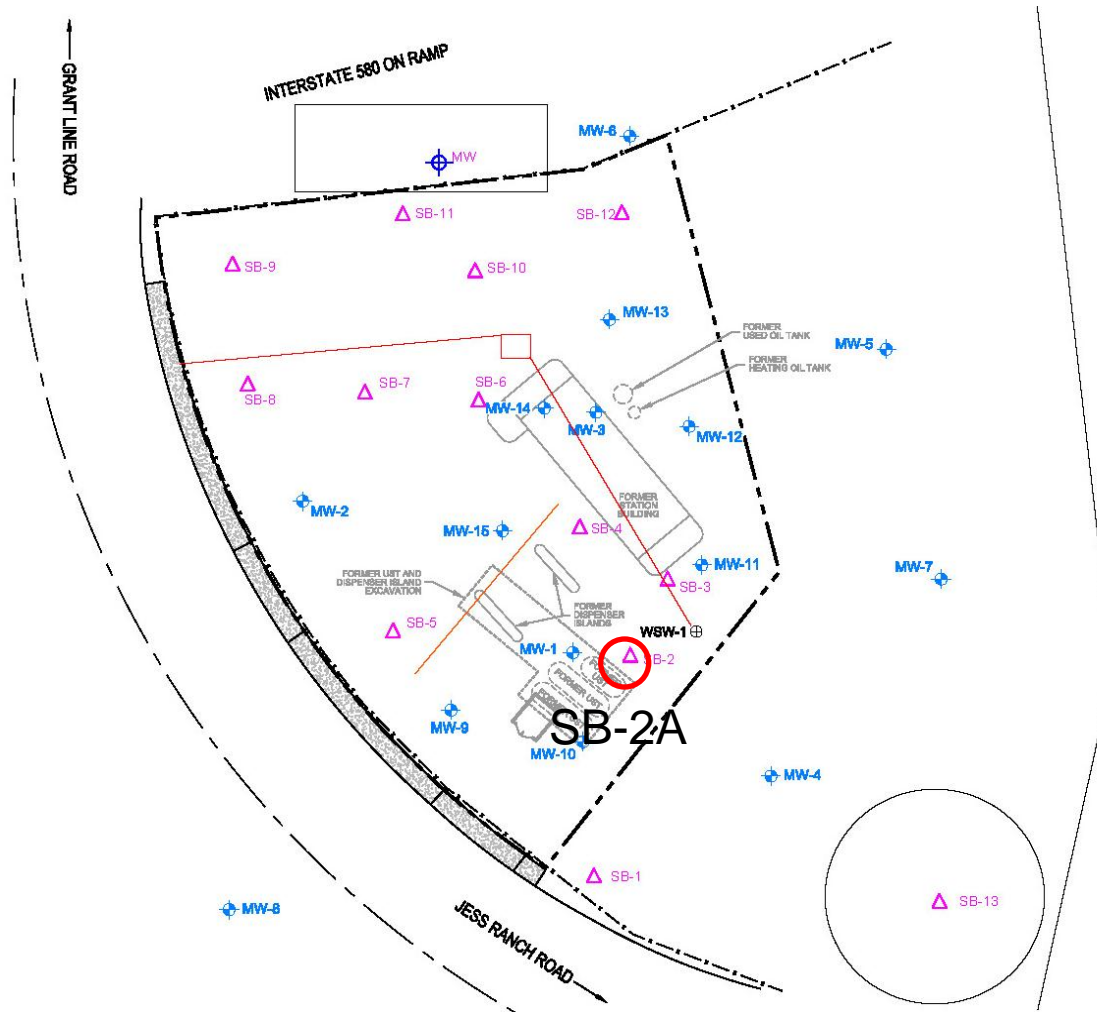 INTERSTATE 580 ON RAMP
GRANT LINE ROAD
MW-6
MW
SB-11
SB-12
SB-9
SB-10
MW-13
FORMER
USED OIL TANK
MW-5
FORMER
HEATING OIL TANK
SB-8
SB-7
SB-6
MW-14
MW-3
MW-12
MW-2
FORMER
STATION
BUILDING
MW-15
SB-4
MW-11
MW-7
FORMER UST AND
DISPENSER ISLAND
EXCAVATION
SB-3
FORMER
DISPENSER
ISLANDS
SB-5
WSW-1
MW-1
SB-2
FORMER UST
SB-2A
MW-9
MW-10
MW-4
SB-1
SB-13
MW-8
JESS RANCH ROAD